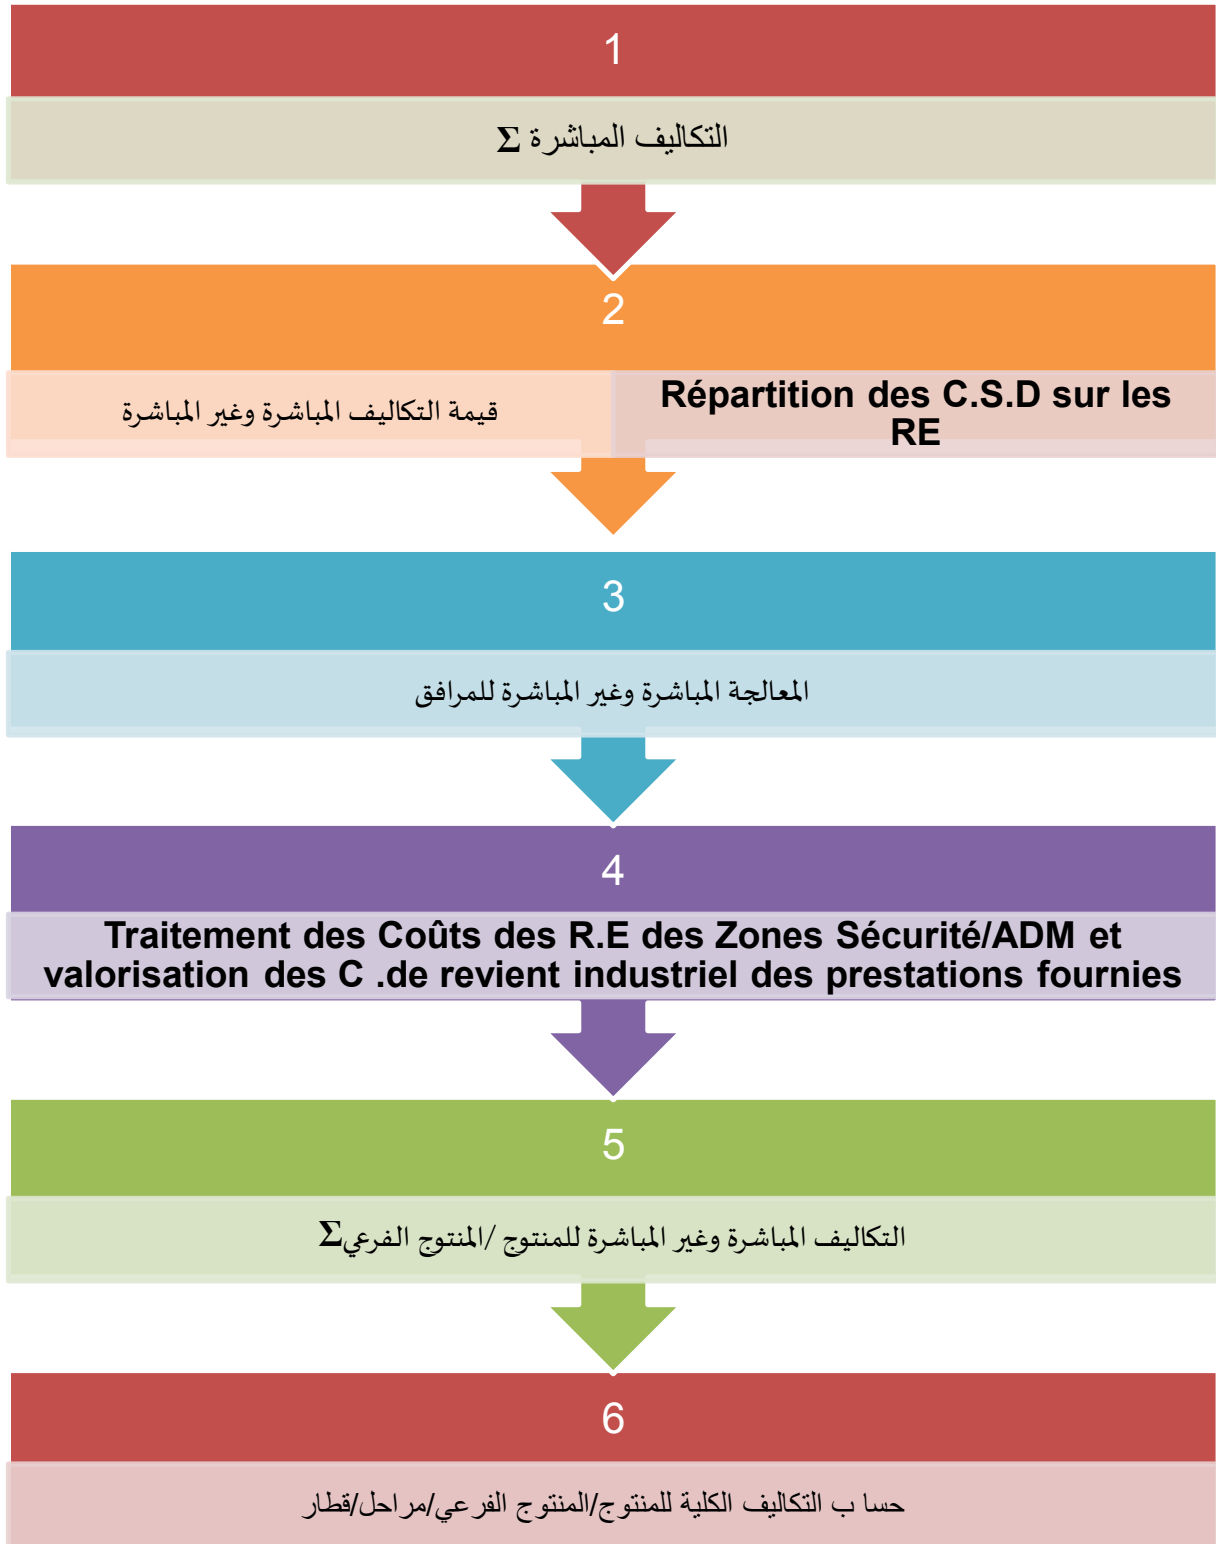 1
التكاليف المباشرة Σ
2
قيمة التكاليف المباشرة وغير المباشرة
Répartition des C.S.D sur les
RE
3
المعالجة المباشرة وغير المباشرة للمرافق
4
Traitement des Coûts des R.E des Zones Sécurité/ADM et
valorisation des C .de revient industriel des prestations fournies
5
التكاليف المباشرة وغير المباشرة للمنتوج /المنتوج الفرعيΣ
6
حسا ب التكاليف الكلية للمنتوج/المنتوج الفرعي/مراحل/قطار